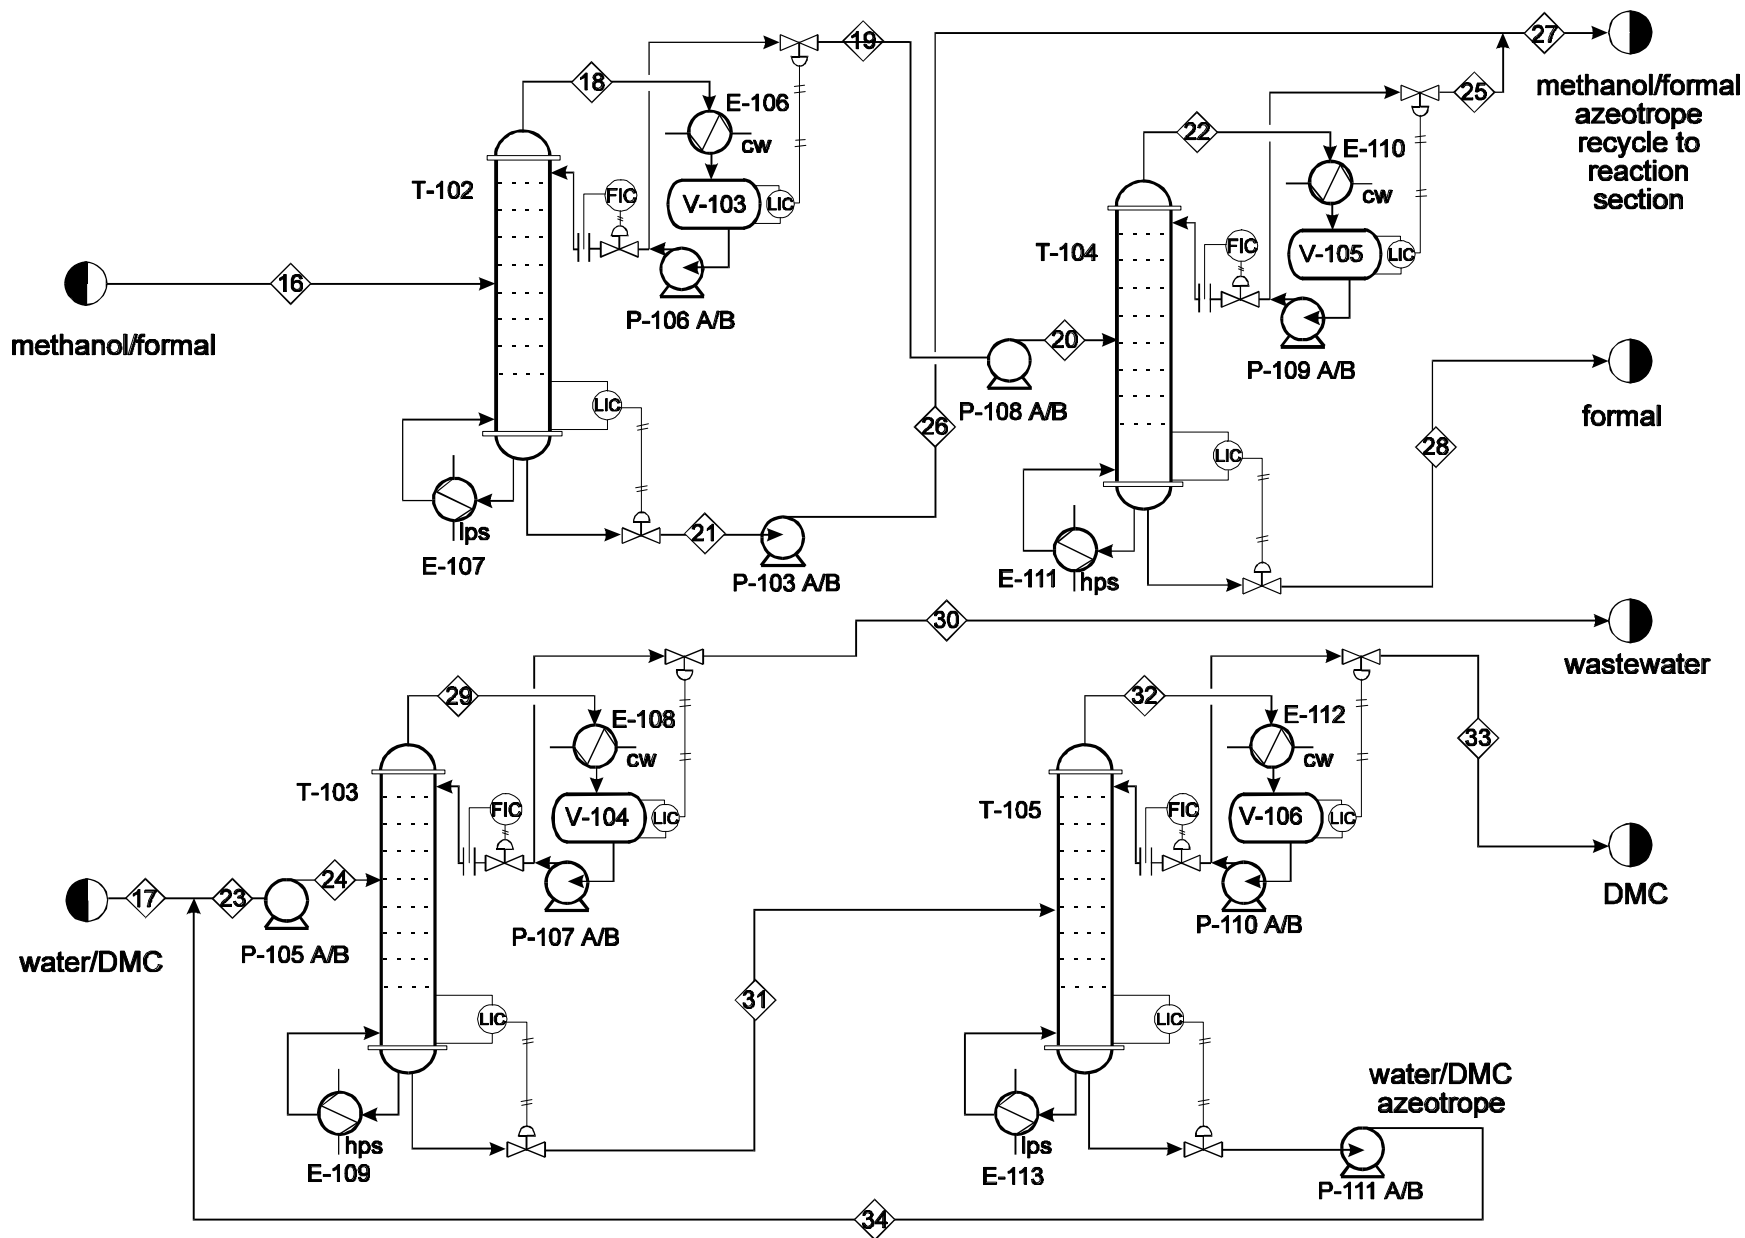 19
27
18
E-106
cw
methanol/formal
azeotrope
recycle to
reaction
section
25
22
E-110
cw
T-102
FIC
V-103
LIC
T-104
FIC
V-105
LIC
16
methanol/formal
P-106 A/B
20
P-109 A/B
P-108 A/B
LIC
26
formal
28
LIC
lps
E-107
21
P-103 A/B
E-111
hps
30
wastewater
29
E-108
cw
32
E-112
cw
33
T-103
FIC
V-104
LIC
T-105
FIC
V-106
LIC
17
23
24
DMC
P-105 A/B
P-107 A/B
P-110 A/B
water/DMC
31
LIC
LIC
water/DMC
azeotrope
hps
E-109
lps
E-113
P-111 A/B
34